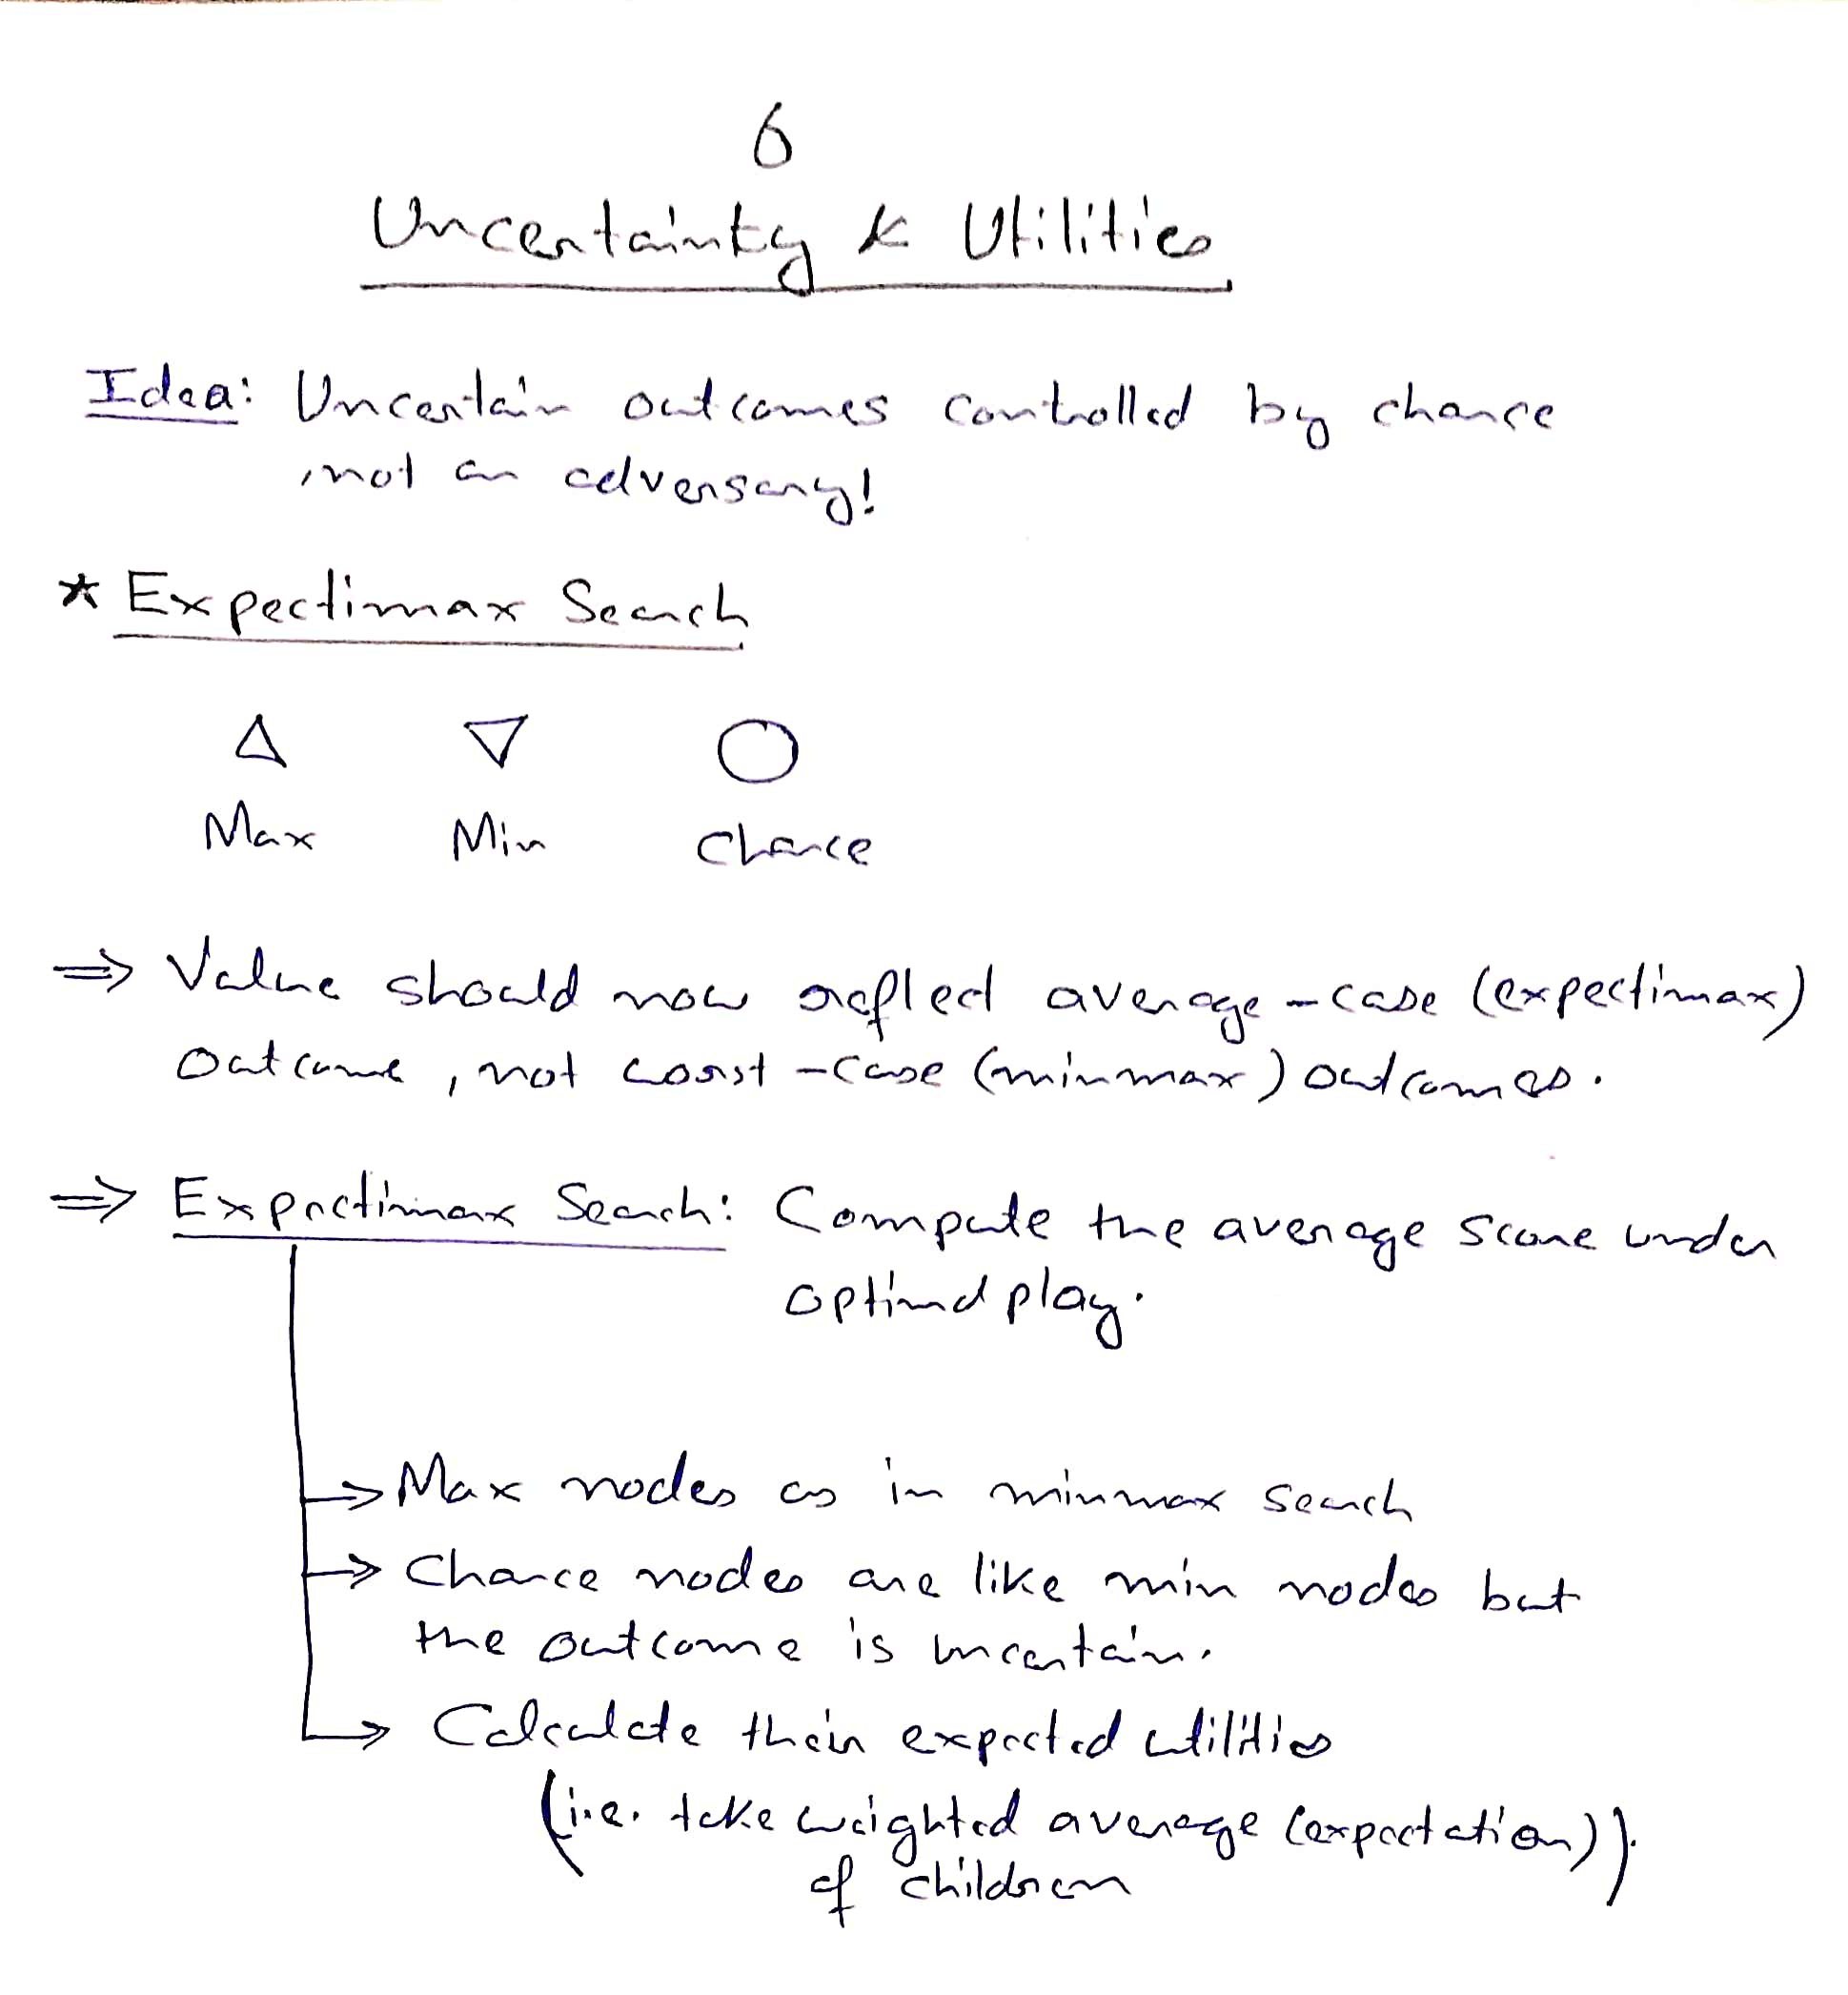 6
Uncertainty & Utilities
Idea: Uncertain outcomes controlled by chance
, not an adversary!
* Expectimax Search
Max Min Chance
=> Value should now reflect average-case (expectimax)
outcome, not worst-case (minmax) outcomes.
=> Expectimax Search: Compute the average score under
optimal play.
-> Max nodes as in minmax search
-> Chance nodes are like min nodes but
the outcome is uncertain.
-> Calculate their expected utilities
(i.e. take weighted average (expectation)).
of children